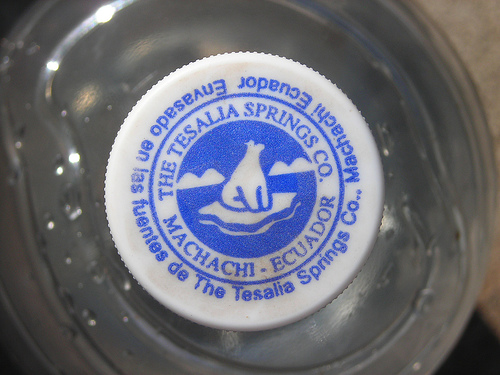 Envasado en las fuentes de The Tesalia Springs Co.. Machachi Ecuador
THE TESALIA SPRINGS CO.
MACHACHI - ECUADOR